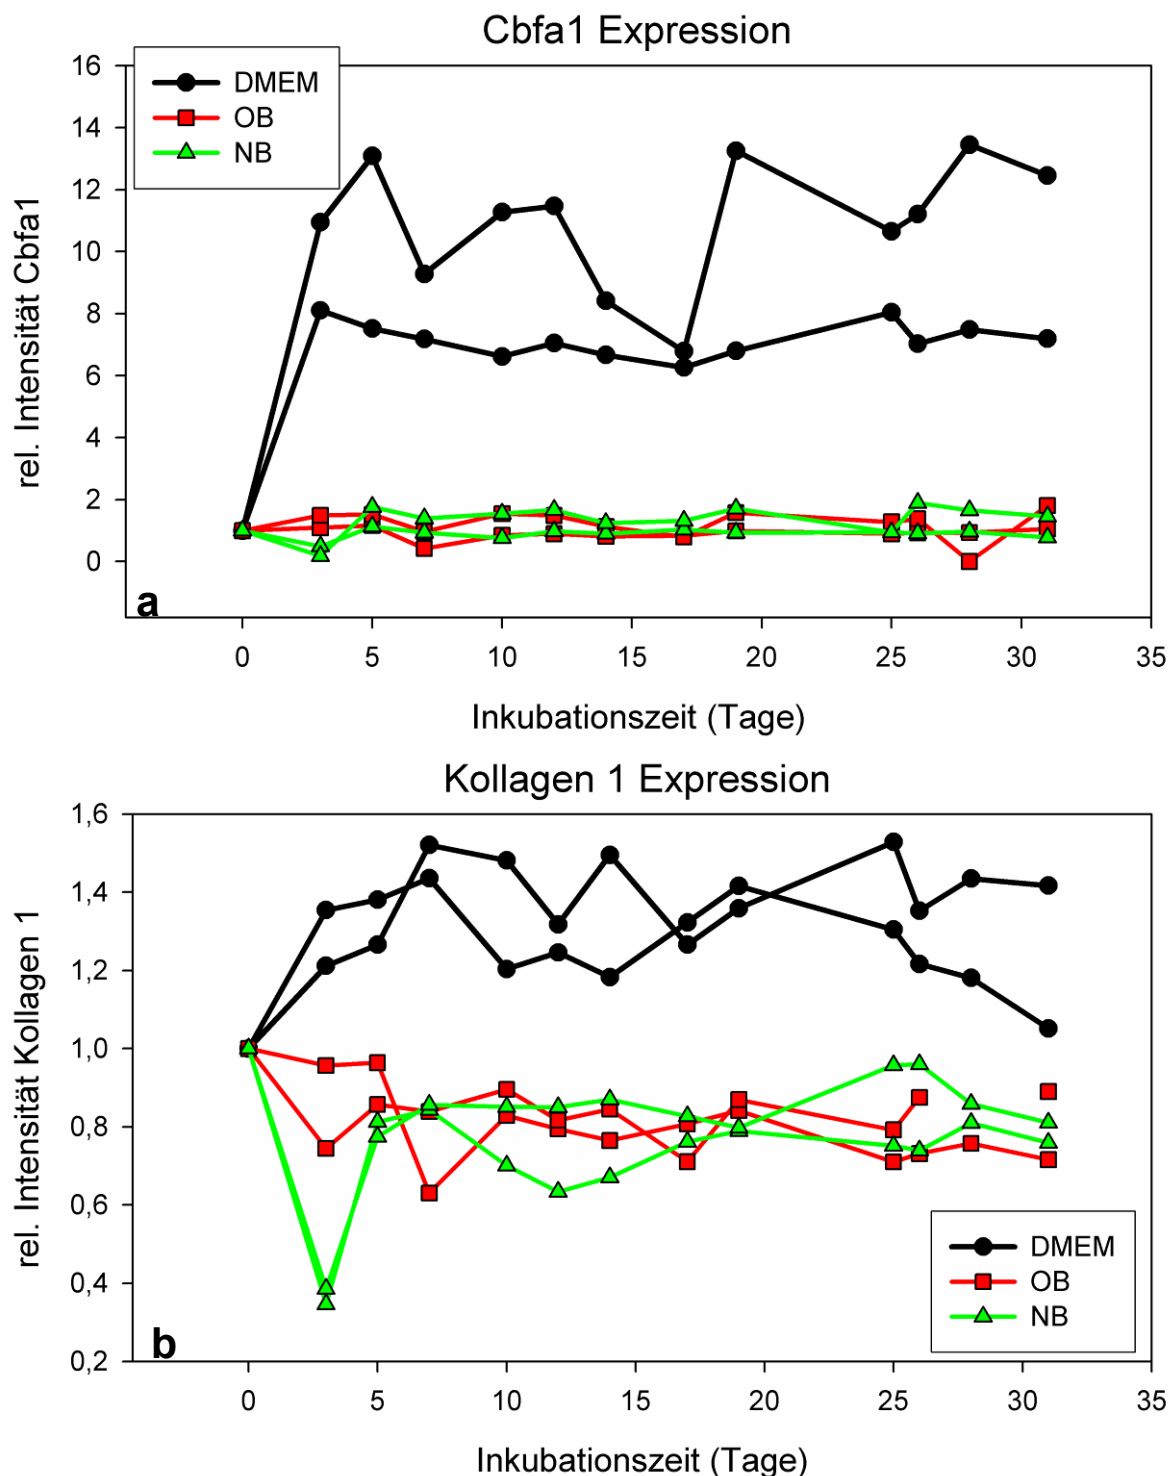 Cbfa1 Expression
DMEM
OB
NB
rel. Intensität Cbfa1
16
14
12
10
8
6
4
2
0
a
0 5 10 15 20 25 30 35
Inkubationszeit (Tage)
Kollagen 1 Expression
rel. Intensität Kollagen 1
1,6
1,4
1,2
1,0
0,8
0,6
0,4
0,2
DMEM
OB
NB
b
0 5 10 15 20 25 30 35
Inkubationszeit (Tage)